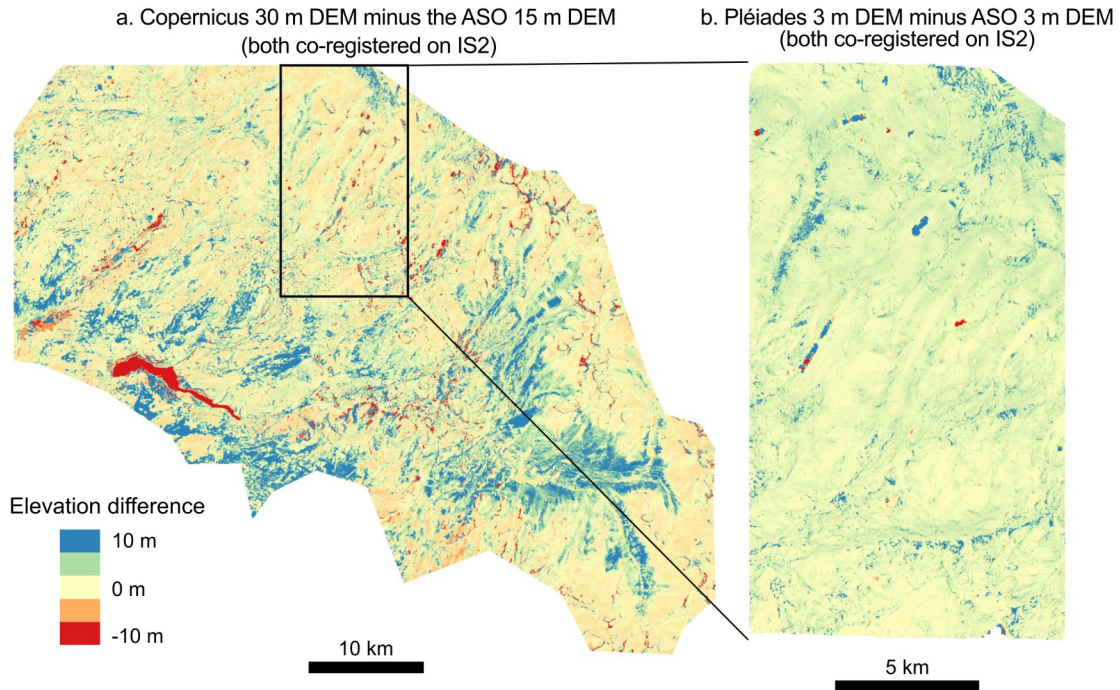 a. Copernicus 30 m DEM minus the ASO 15 m DEM
(both co-registered on IS2)
b. Pléiades 3 m DEM minus ASO 3 m DEM
(both co-registered on IS2)
Elevation difference
10 m
0 m
-10 m
10 km
5 km